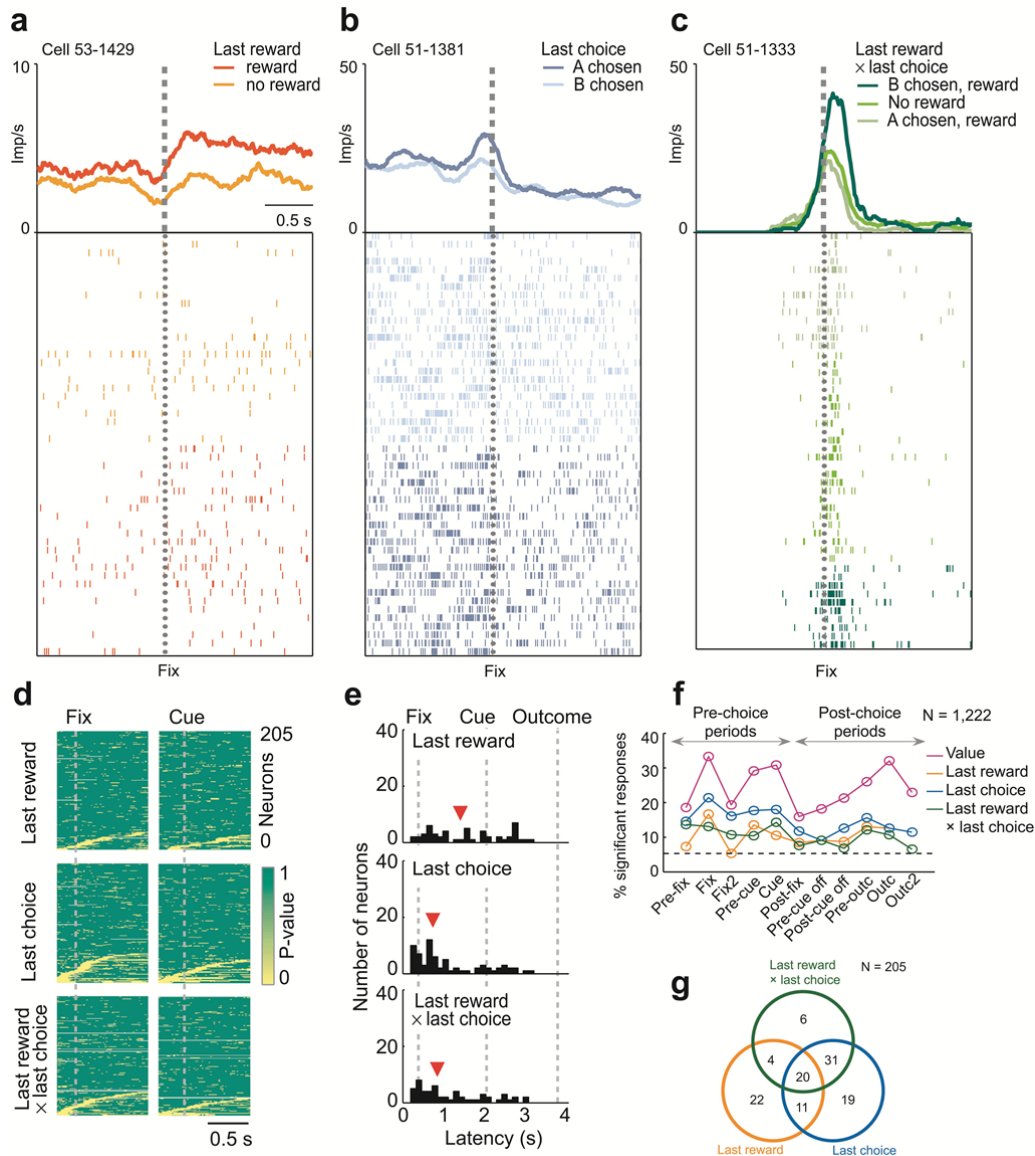 a
Cell 53-1429
Last reward
reward
no reward
10
Imp/s
0
0.5 s
Fix
b
Cell 51-1381
Last choice
A chosen
B chosen
50
Imp/s
0
Fix
c
Cell 51-1333
Last reward
× last choice
B chosen, reward
No reward
A chosen, reward
50
Imp/s
0
Fix
d
Fix
Cue
205
Neurons
0
Last reward
Last choice
Last reward
× last choice
1
P-value
0
0.5 s
e
Fix
Cue
Outcome
40
Last reward
20
0
40
Last choice
20
0
40
Last reward
× last choice
20
0
Number of neurons
0
2
4
Latency (s)
f
Pre-choice
periods
Post-choice
periods
N = 1,222
40
30
20
10
0
% significant responses
Value
Last reward
Last choice
Last reward
× last choice
Pre-fix
Fix
Fix2
Pre-cue
Cue
Post-fix
Pre-cue off
Post-cue off
Pre-outc
Outc
Outc2
g
Last reward
× last choice
N = 205
6
4
31
20
22
11
19
Last reward
Last choice